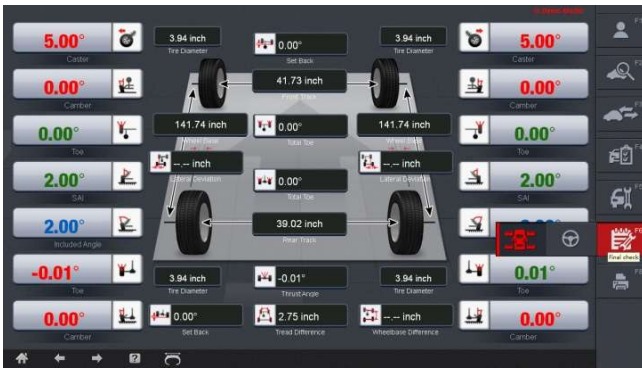 In Demo Mode
5.00°
Caster
3.94 inch
Tire Diameter
0.00°
Set Back
3.94 inch
Tire Diameter
5.00°
Caster
0.00°
Camber
41.73 inch
Front Track
0.00°
Camber
0.00°
Toe
141.74 inch
Wheel Base
0.00°
Total Toe
141.74 inch
Wheel Base
0.00°
Toe
2.00°
SAI
--.-- inch
Lateral Deviation
0.00°
Total Toe
--.-- inch
Lateral Deviation
2.00°
SAI
2.00°
Included Angle
39.02 inch
Rear Track
-0.01°
Toe
3.94 inch
Tire Diameter
-0.01°
Thrust Angle
3.94 inch
Tire Diameter
0.01°
Toe
0.00°
Camber
0.00°
Set Back
2.75 inch
Tread Difference
--.-- inch
Wheelbase Difference
0.00°
Camber
Final check
?